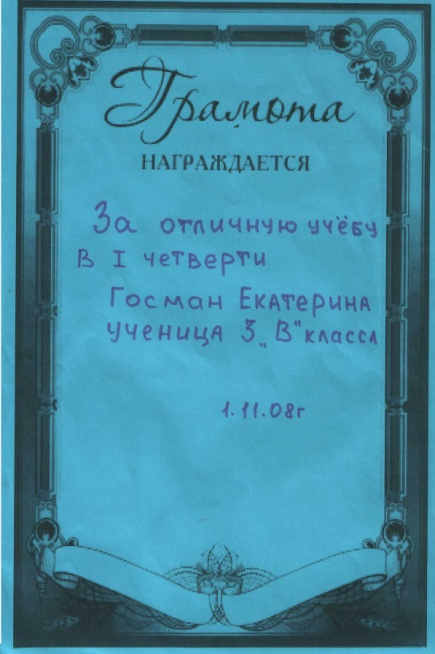 Грамота
НАГРАЖДАЕТСЯ
За отличную учёбу
в I четверти
Госман Екатерина
ученица 3 „В" класса
1.11.08г